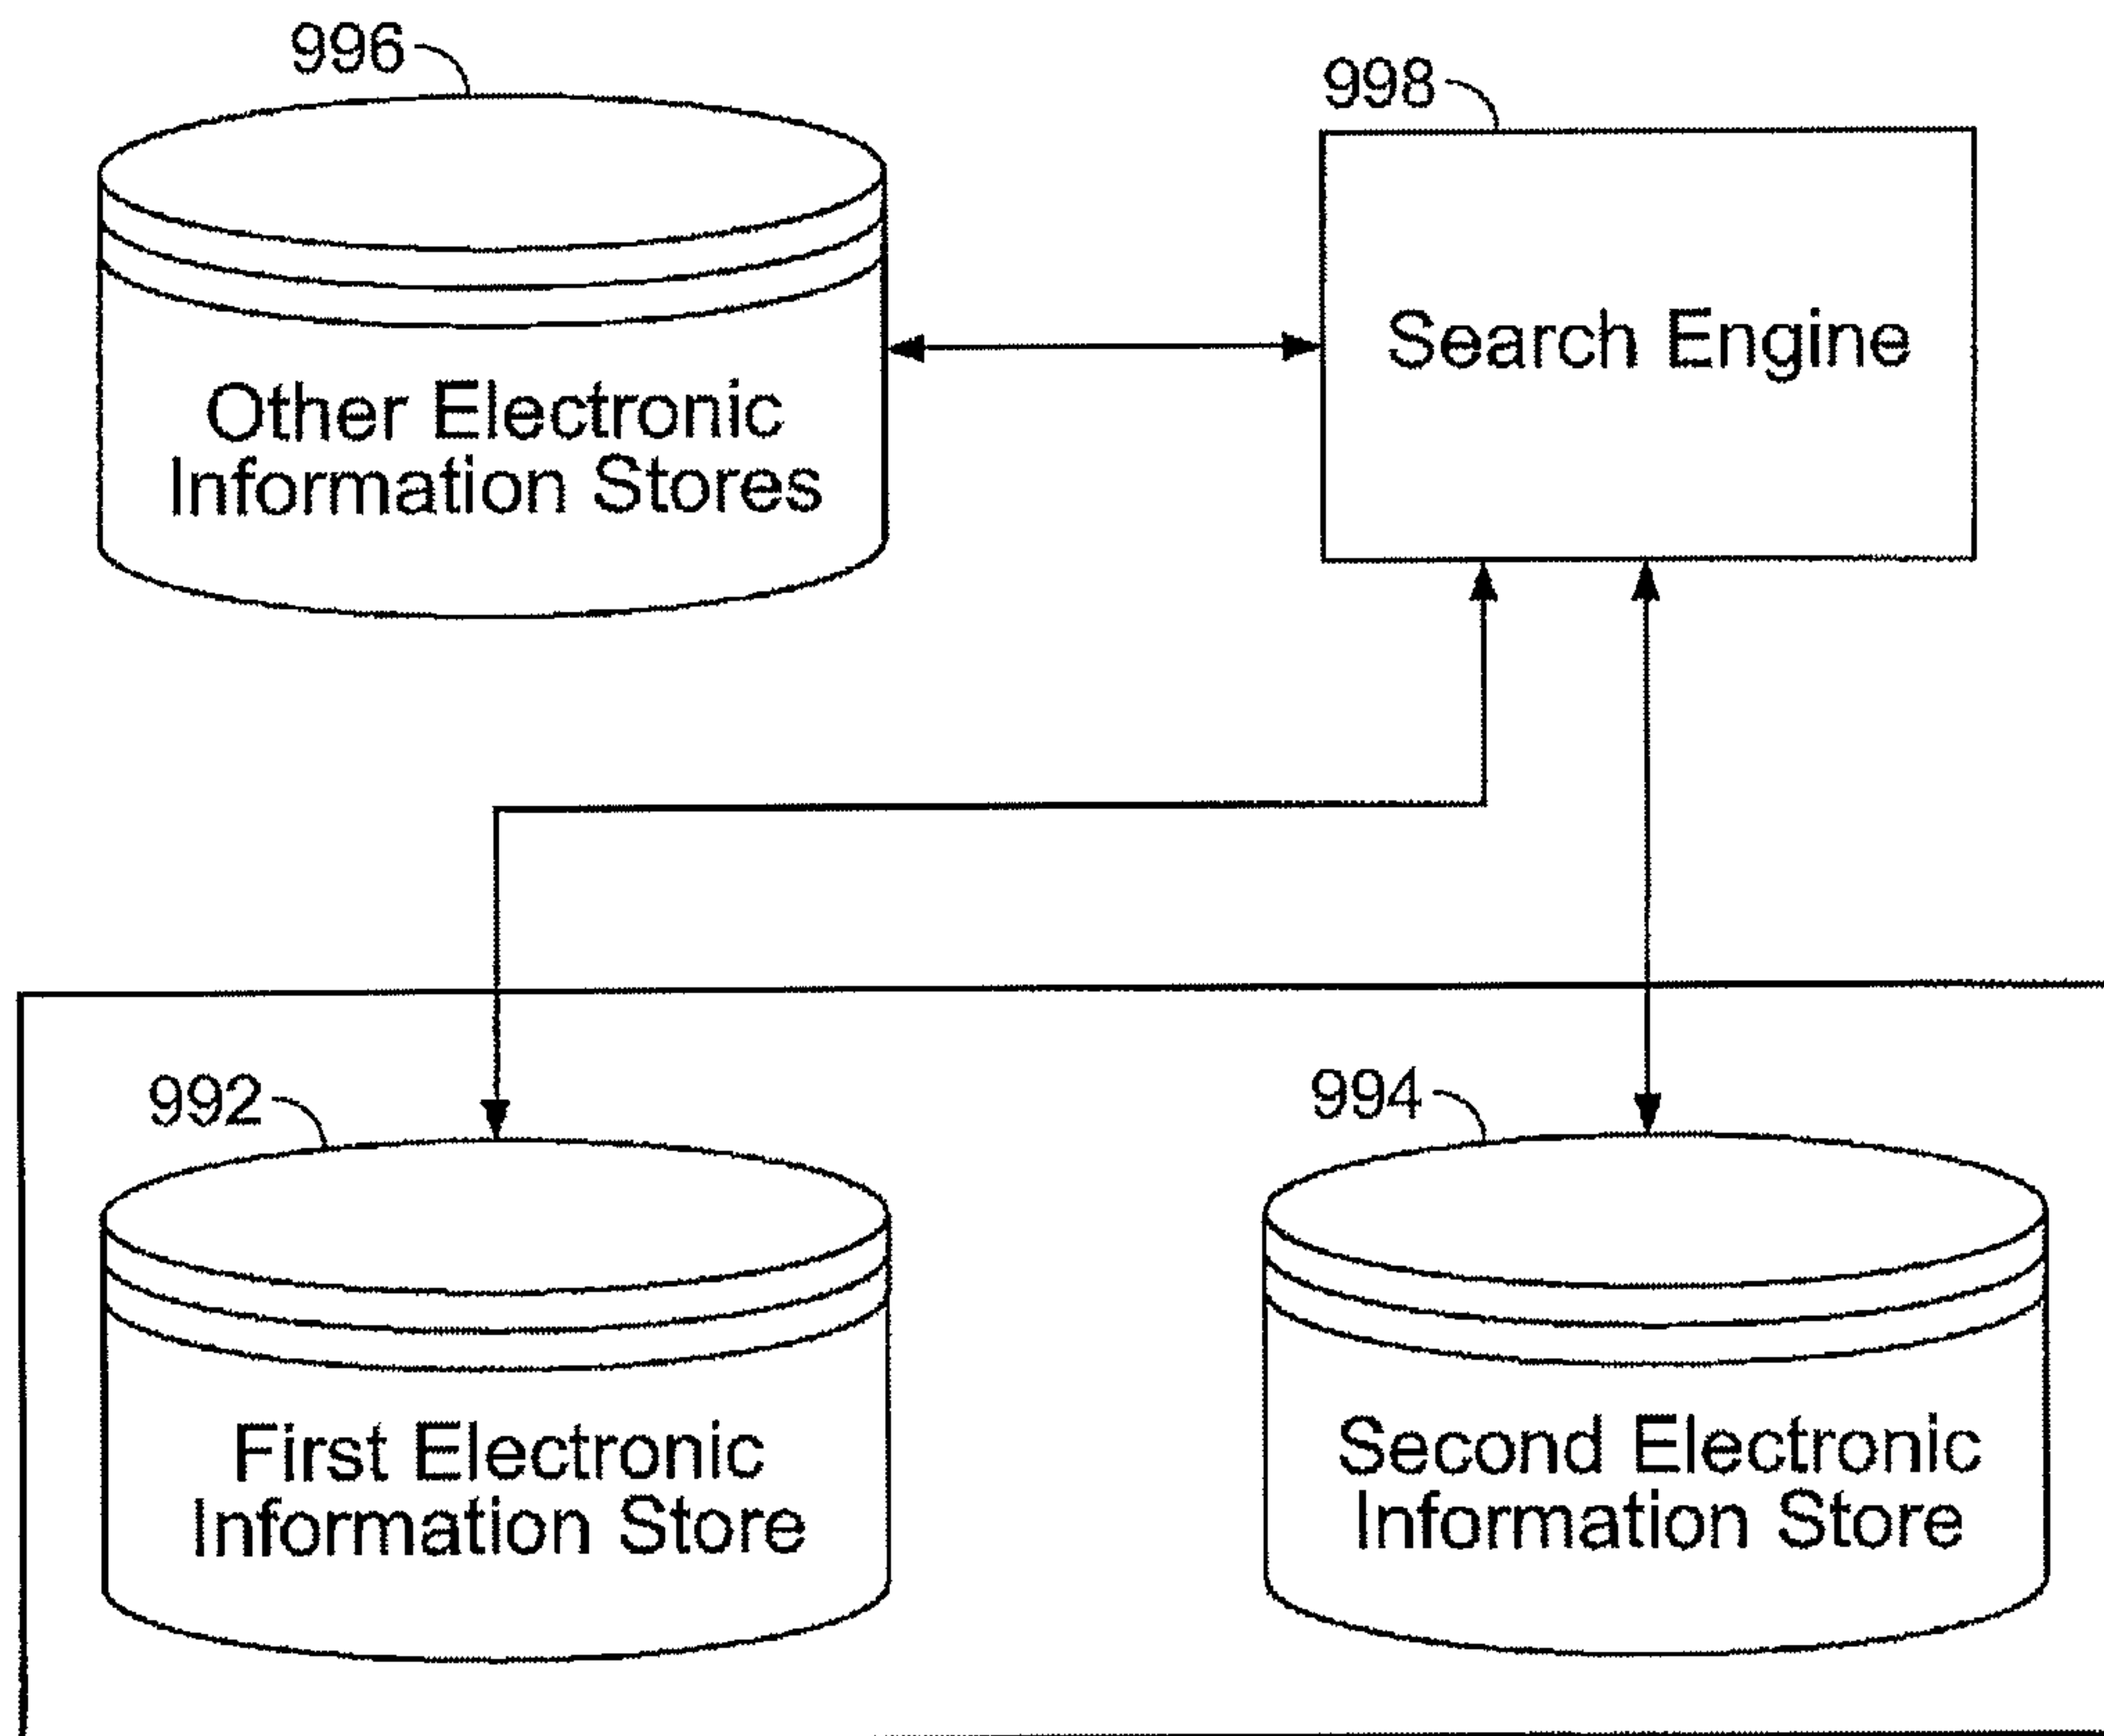 996
998
Other Electronic
Information Stores
Search Engine
992
994
First Electronic
Information Store
Second Electronic
Information Store